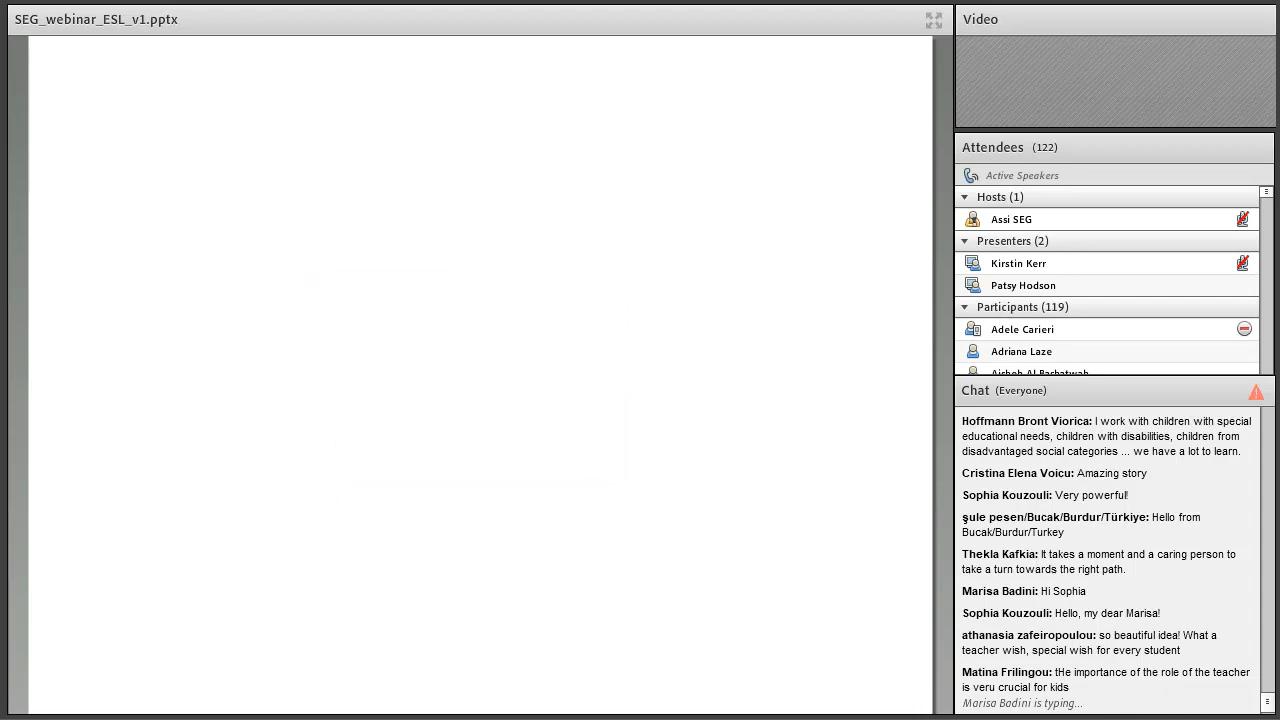 SEG_webinar_ESL_v1.pptx
Video
Attendees (122)
Active Speakers
Hosts (1)
Assi SEG
Presenters (2)
Kirstin Kerr
Patsy Hodson
Participants (119)
Adele Carieri
Adriana Laze
Chat (Everyone)
Hoffmann Bront Viorica: I work with children with special
educational needs, children with disabilities, children from
disadvantaged social categories ... we have a lot to learn.
Cristina Elena Voicu: Amazing story
Sophia Kouzouli: Very powerful!
şule pesen/Bucak/Burdur/Türkiye: Hello from
Bucak/Burdur/Turkey
Thekla Kafkia: It takes a moment and a caring person to
take a turn towards the right path.
Marisa Badini: Hi Sophia
Sophia Kouzouli: Hello, my dear Marisa!
athanasia zafeiropoulou: so beautiful idea! What a
teacher wish, special wish for every student
Matina Frilingou: tHe importance of the role of the teacher
is veru crucial for kids
Marisa Badini is typing...